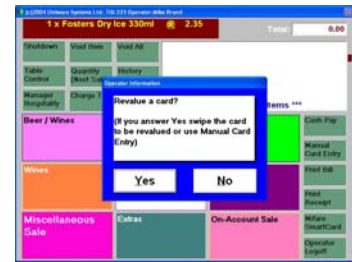 1 x Fosters Dry Ice 330ml @ 2.35
Total
0.00
Shutdown
Void Item
Void All
Table
Control
Quantity
History
Manager
Hospitality
Operator Information
Revalue a card?
(If you answer Yes swipe the card
to be revalued or use Manual Card
Entry)
Yes
No
Items ***
Beer / Wines
Cash Pay
Manual
Card Entry
Wines
Print Bill
Print
Receipt
Miscellaneous
Sale
Extras
On-Account Sale
Mifare
SmartCard
Operator
Logoff